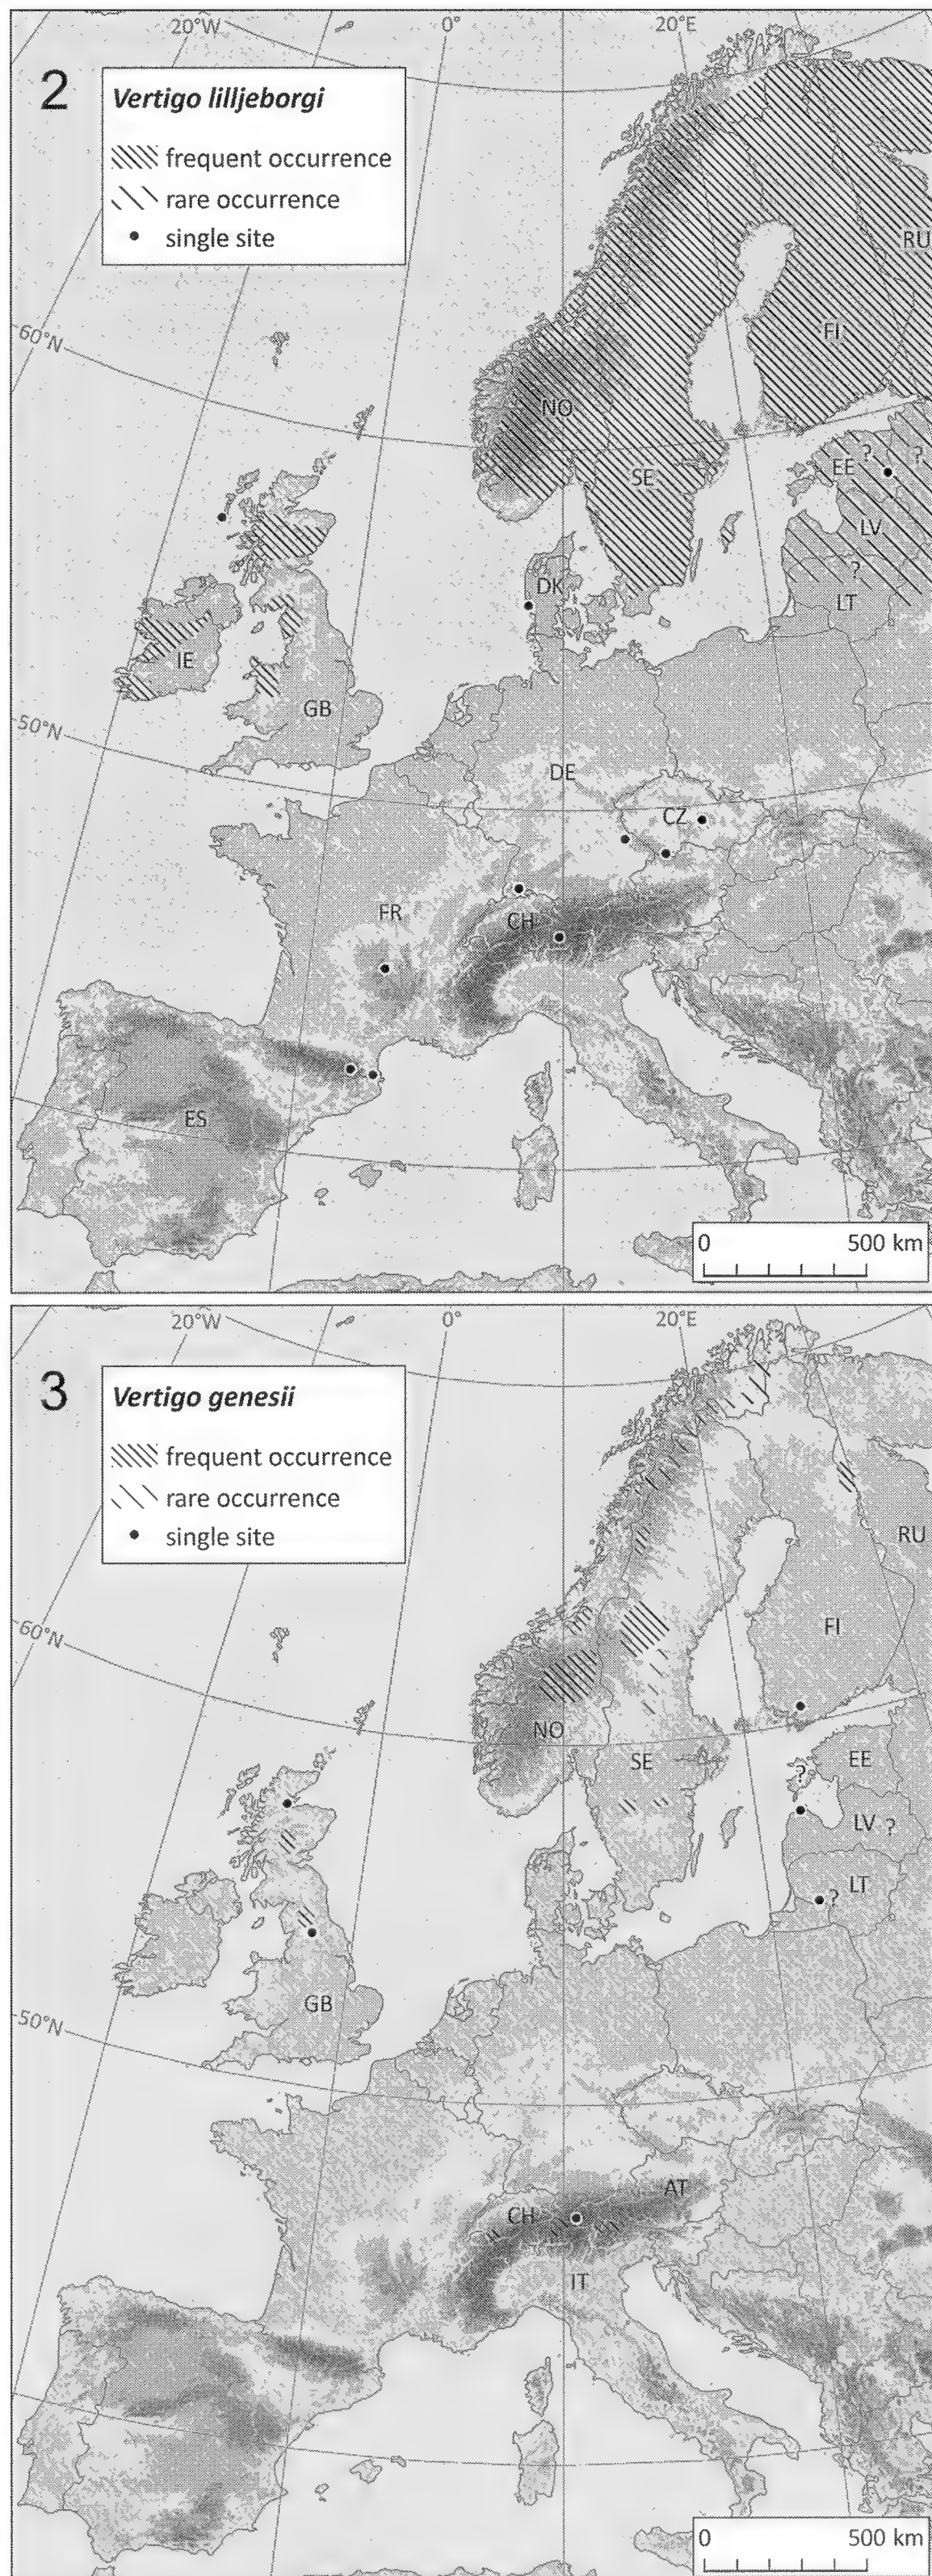 20°W
0°
20°E
2
Vertigo lilljeborgi
frequent occurrence
rare occurrence
single site
RU
60°N
FI
NO
?
?
EE
SE
LV
?
DK
LT
IE
50°N
GB
DE
CZ
FR
CH
ES
0 500 km
20°W
0°
20°E
3
Vertigo genesii
frequent occurrence
rare occurrence
single site
RU
60°N
FI
NO
SE
EE
?
LV ?
LT
?
GB
50°N
AT
CH
IT
0 500 km